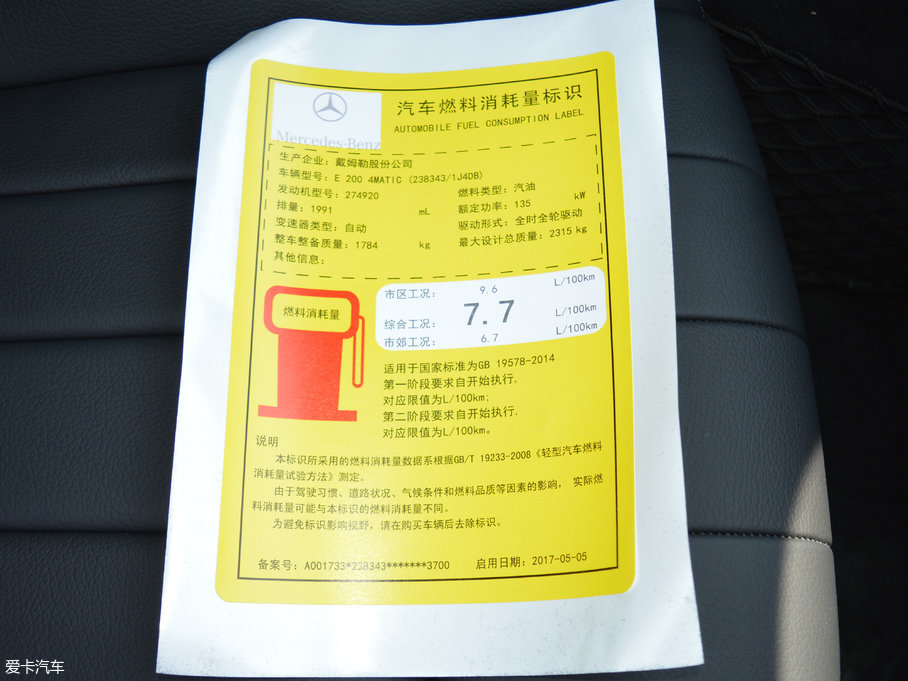 汽车燃料消耗量标识
AUTOMOBILE FUEL CONSUMPTION LABEL
Mercedes-Benz
生产企业：戴姆勒股份公司
车辆型号：E 200 4MATIC (238343/1J4DB)
发动机型号：274920 燃料类型：汽油
排量：1991 mL 额定功率：135 kW
变速器类型：自动 驱动形式：全时全轮驱动
整车整备质量：1784 kg 最大设计总质量：2315 kg
其他信息：
燃料消耗量
市区工况： 9.6 L/100km
综合工况： 7.7 L/100km
市郊工况： 6.7 L/100km
适用于国家标准为GB 19578-2014
第一阶段要求自开始执行，
对应限值为L/100km;
第二阶段要求自开始执行，
对应限值为L/100km。
说明
本标识所采用的燃料消耗量数据系根据GB/T 19233-2008《轻型汽车燃料
消耗量试验方法》测定。
由于驾驶习惯、道路状况、气候条件和燃料品质等因素的影响， 实际燃
料消耗量可能与本标识的燃料消耗量不同。
为避免标识影响视野，请在购买车辆后去除标识。
备案号：A001733*238343*******3700 启用日期：2017-05-05
爱卡汽车